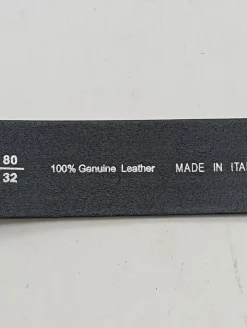 80
32
100% Genuine Leather
MADE IN ITA